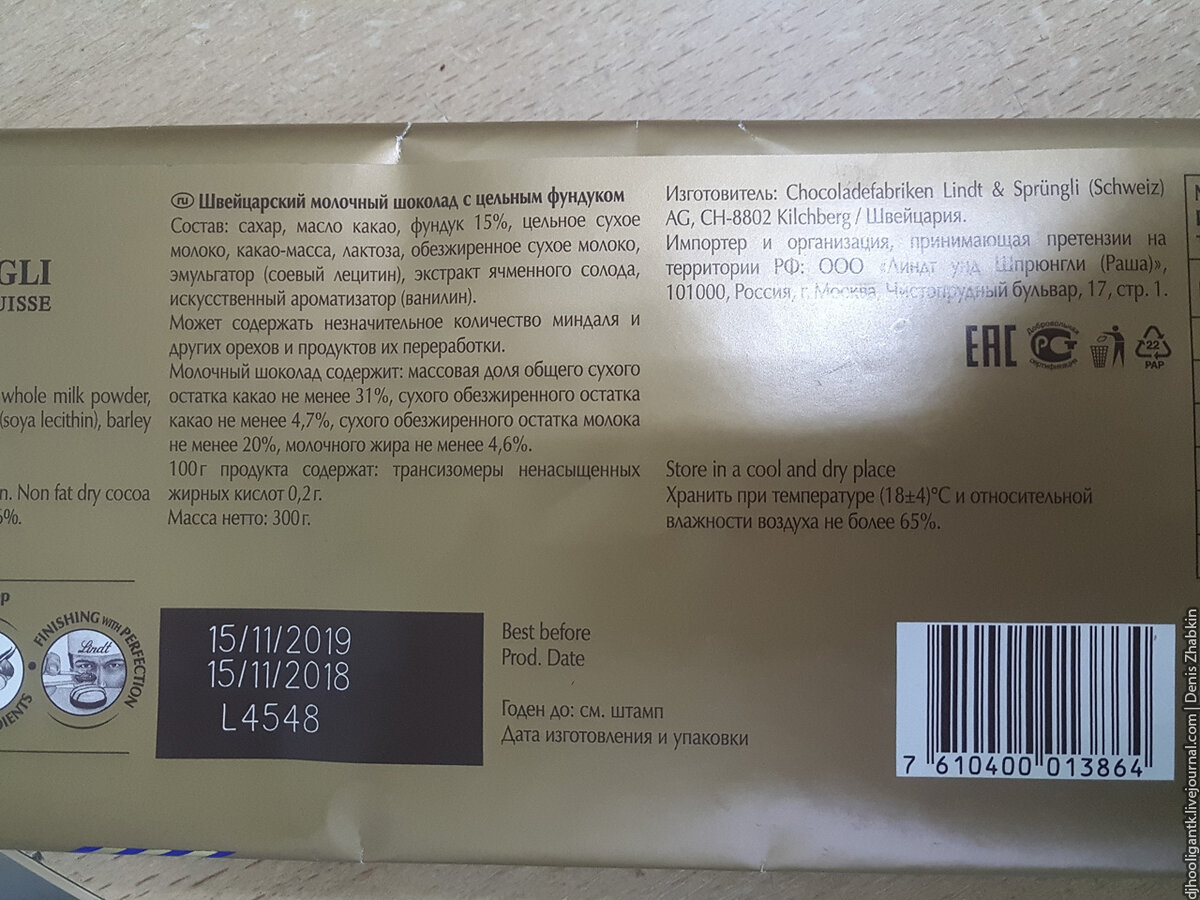 GLI
UISSE
whole milk powder,
(soya lecithin), barley
n. Non fat dry cocoa
5%.
p
FINISHING WITH PERFECTION
Lindt
DIENTS
ru Швейцарский молочный шоколад с цельным фундуком
Состав: сахар, масло какао, фундук 15%, цельное сухое
молоко, какао-масса, лактоза, обезжиренное сухое молоко,
эмульгатор (соевый лецитин), экстракт ячменного солода,
искусственный ароматизатор (ванилин).
Может содержать незначительное количество миндаля и
других орехов и продуктов их переработки.
Молочный шоколад содержит: массовая доля общего сухого
остатка какао не менее 31%, сухого обезжиренного остатка
какао не менее 4,7%, сухого обезжиренного остатка молока
не менее 20%, молочного жира не менее 4,6%.
100г продукта содержат: трансизомеры ненасыщенных
жирных кислот 0,2 г.
Масса нетто: 300 г.
15/11/2019
15/11/2018
L4548
Изготовитель: Chocoladefabriken Lindt & Sprüngli (Schweiz)
AG, CH-8802 Kilchberg / Швейцария.
Импортер и организация, принимающая претензии на
территории РФ: ООО «Линдт унд Шпрюнгли (Раша)»,
101000, Россия, г. Москва, Чистопрудный бульвар, 17, стр. 1.
EAC
Добровольная
РСТ
сертификация
22
PAP
Store in a cool and dry place
Хранить при температуре (18±4)°C и относительной
влажности воздуха не более 65%.
Best before
Prod. Date
Годен до: см. штамп
Дата изготовления и упаковки
7 610400 013864
djhooligantk.livejournal.com | Denis Zhabkin